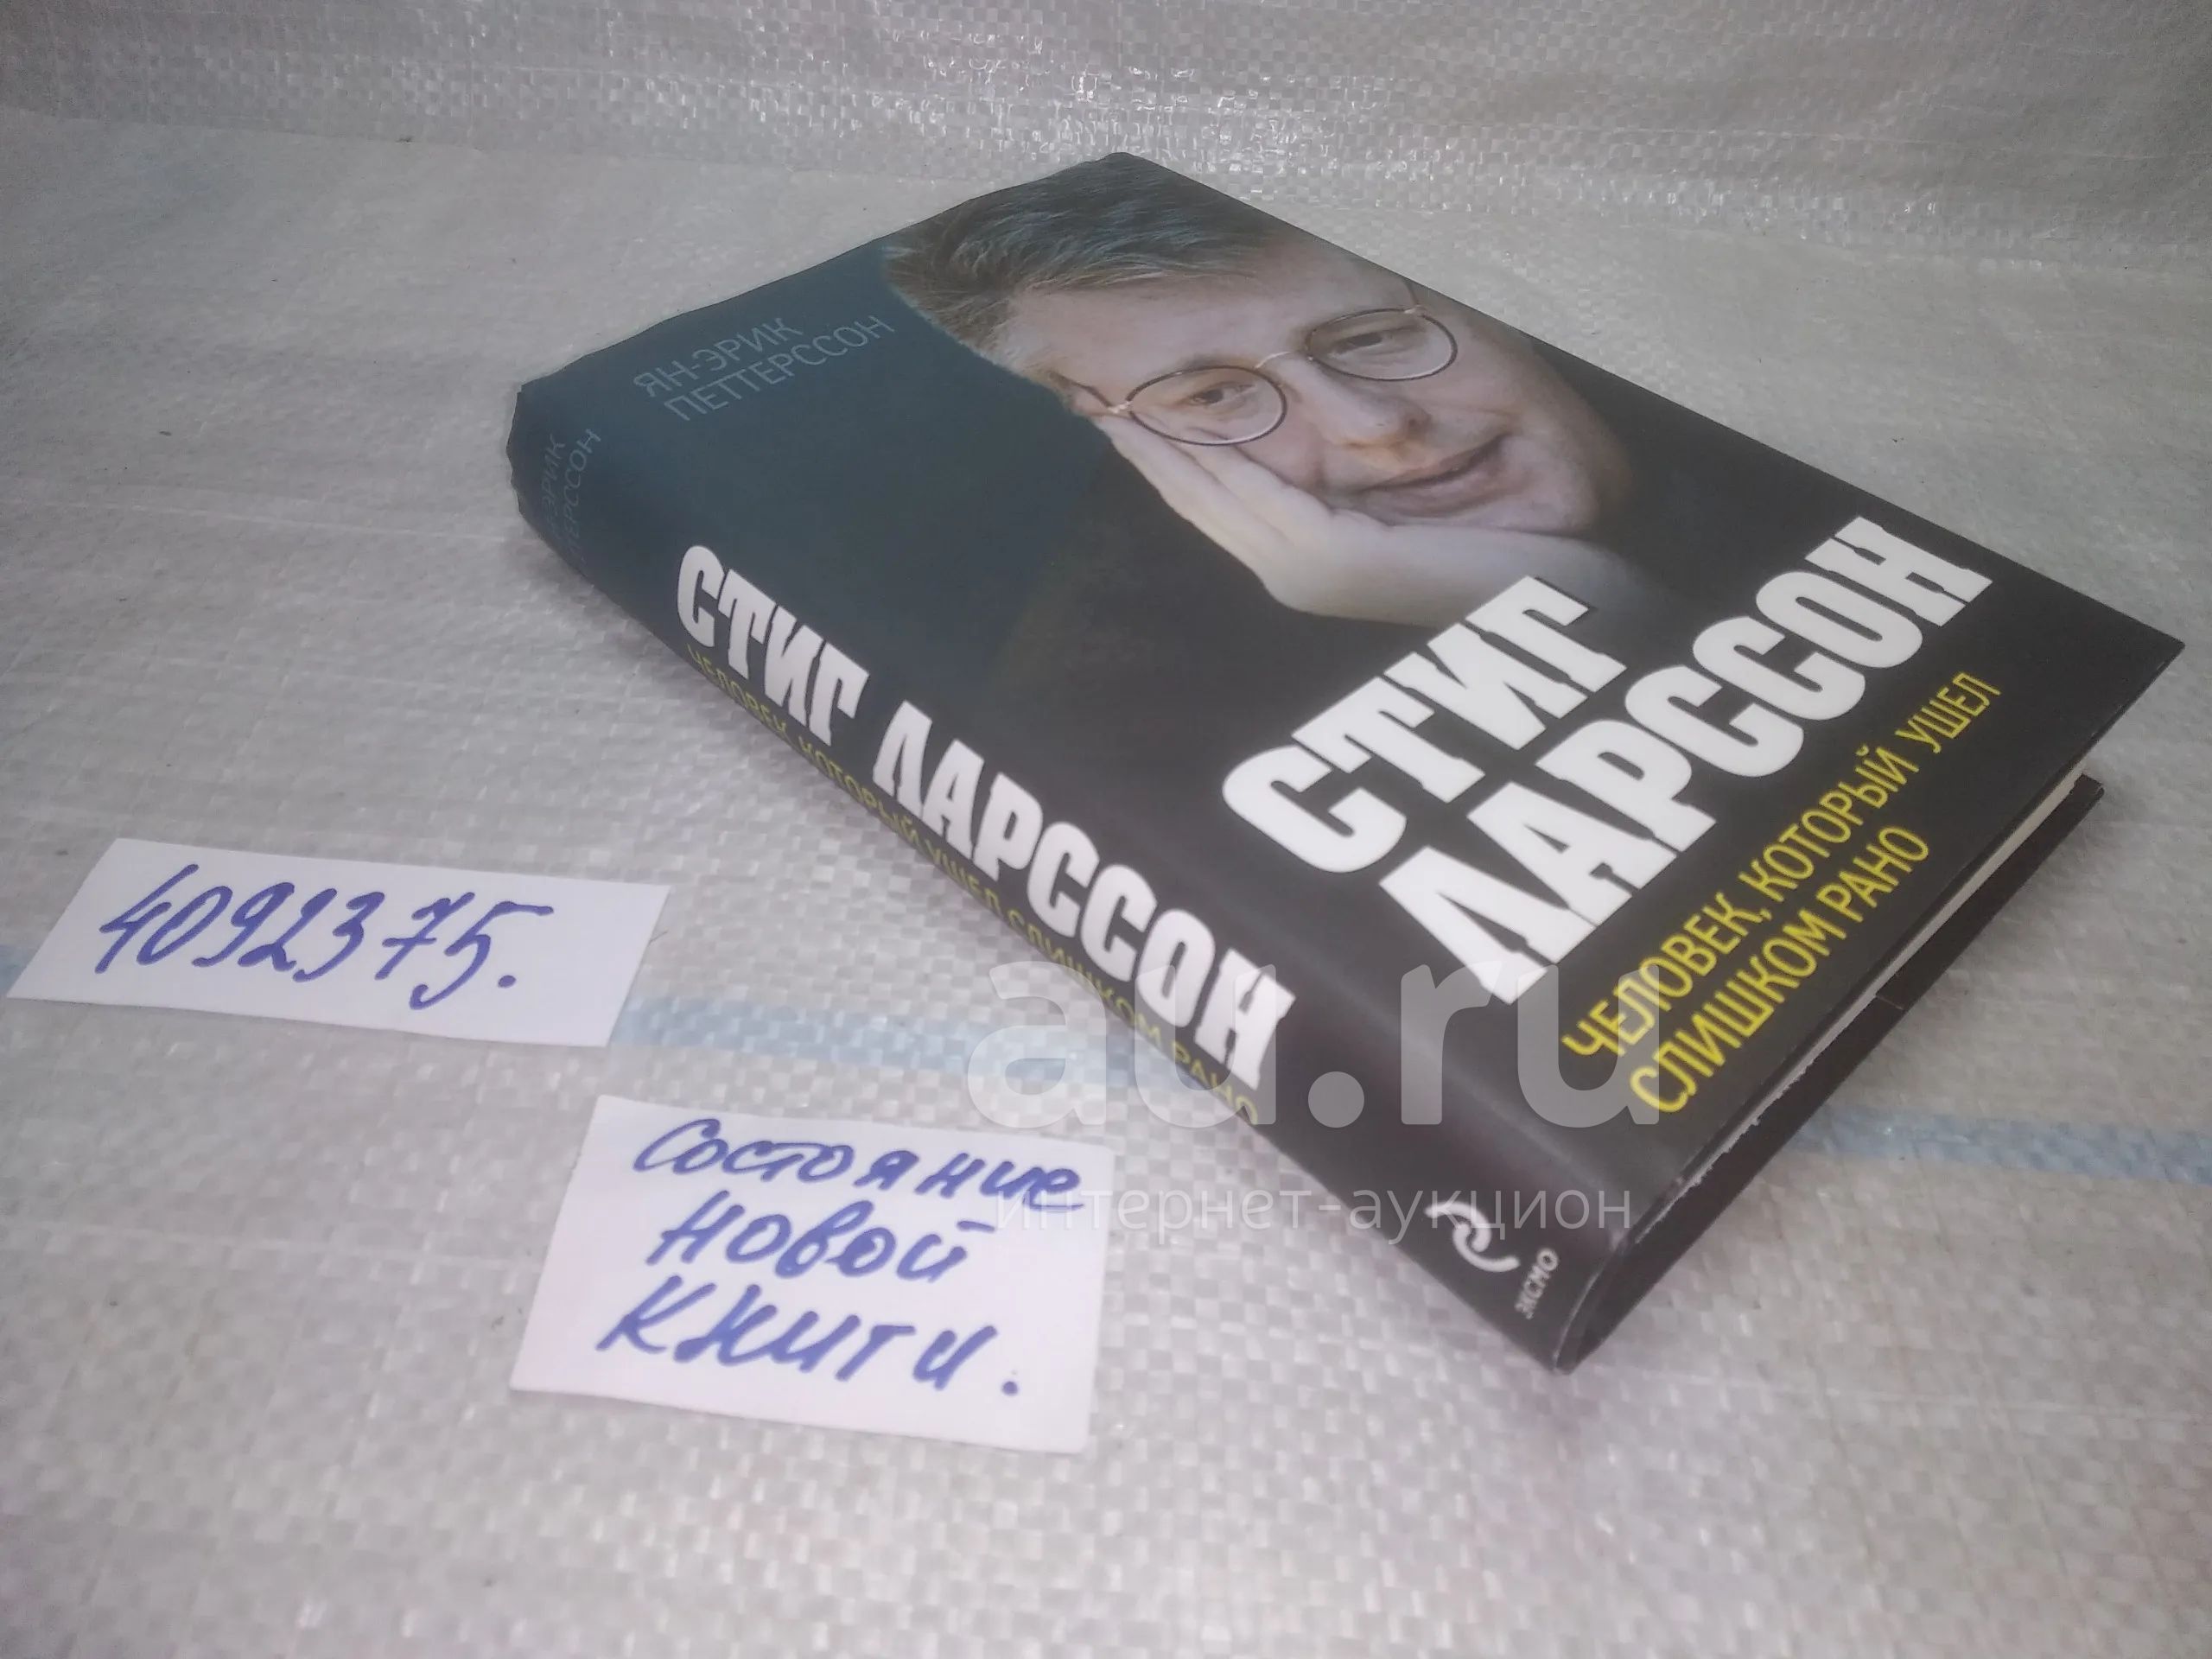 ЯН-ЭРИК
ПЕТТЕРССОН
СТИГ
ЛАРССОН
ЧЕЛОВЕК, КОТОРЫЙ УШЕЛ
СЛИШКОМ РАНО
СТИГ ЛАРССОН
ЧЕЛОВЕК, КОТОРЫЙ УШЕЛ СЛИШКОМ РАНО
ЭКСМО
4092375.
Состояние
новой
книги.
au.ru
интернет-аукцион